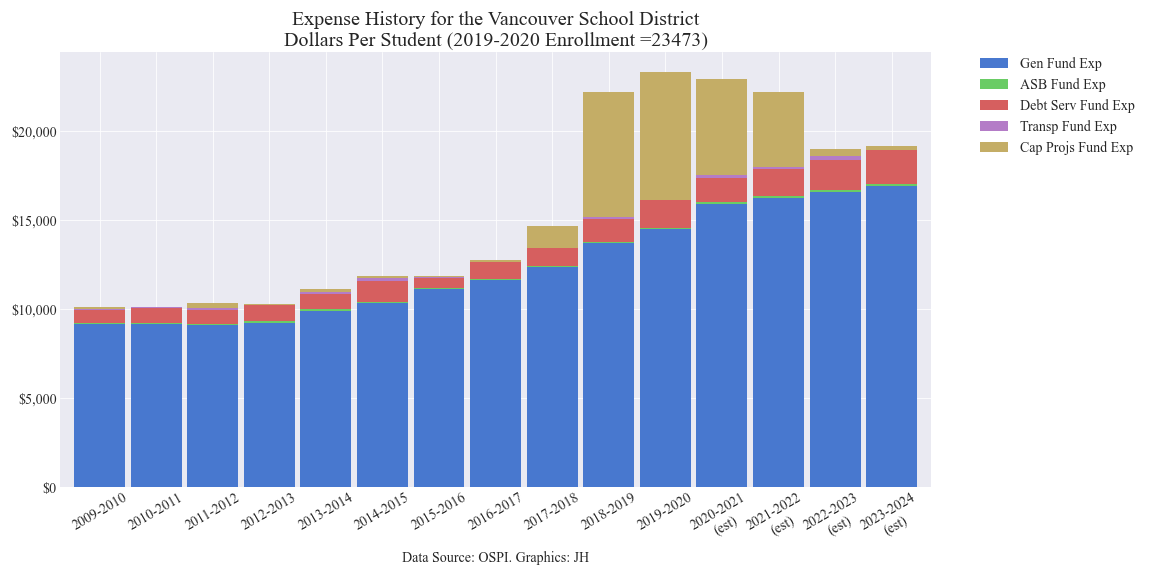 Expense History for the Vancouver School District
Dollars Per Student (2019-2020 Enrollment =23473)
Gen Fund Exp
ASB Fund Exp
Debt Serv Fund Exp
Transp Fund Exp
Cap Projs Fund Exp
$20,000
$15,000
$10,000
$5,000
$0
2009-2010
2010-2011
2011-2012
2012-2013
2013-2014
2014-2015
2015-2016
2016-2017
2017-2018
2018-2019
2019-2020
2020-2021
(est)
2021-2022
(est)
2022-2023
(est)
2023-2024
(est)
Data Source: OSPI. Graphics: JH